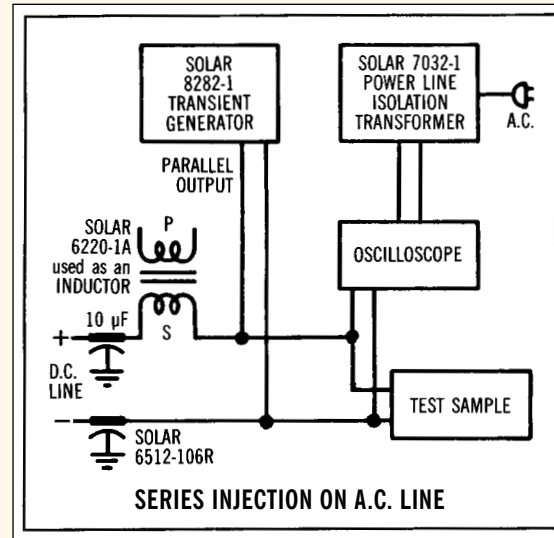 SOLAR
8282-1
TRANSIENT
GENERATOR
SOLAR 7032-1
POWER LINE
ISOLATION
TRANSFORMER
A.C.
PARALLEL
OUTPUT
SOLAR
6220-1A
used as an
INDUCTOR
P
S
OSCILLOSCOPE
10 µF
+
D.C.
LINE
−
SOLAR
6512-106R
TEST SAMPLE
SERIES INJECTION ON A.C. LINE